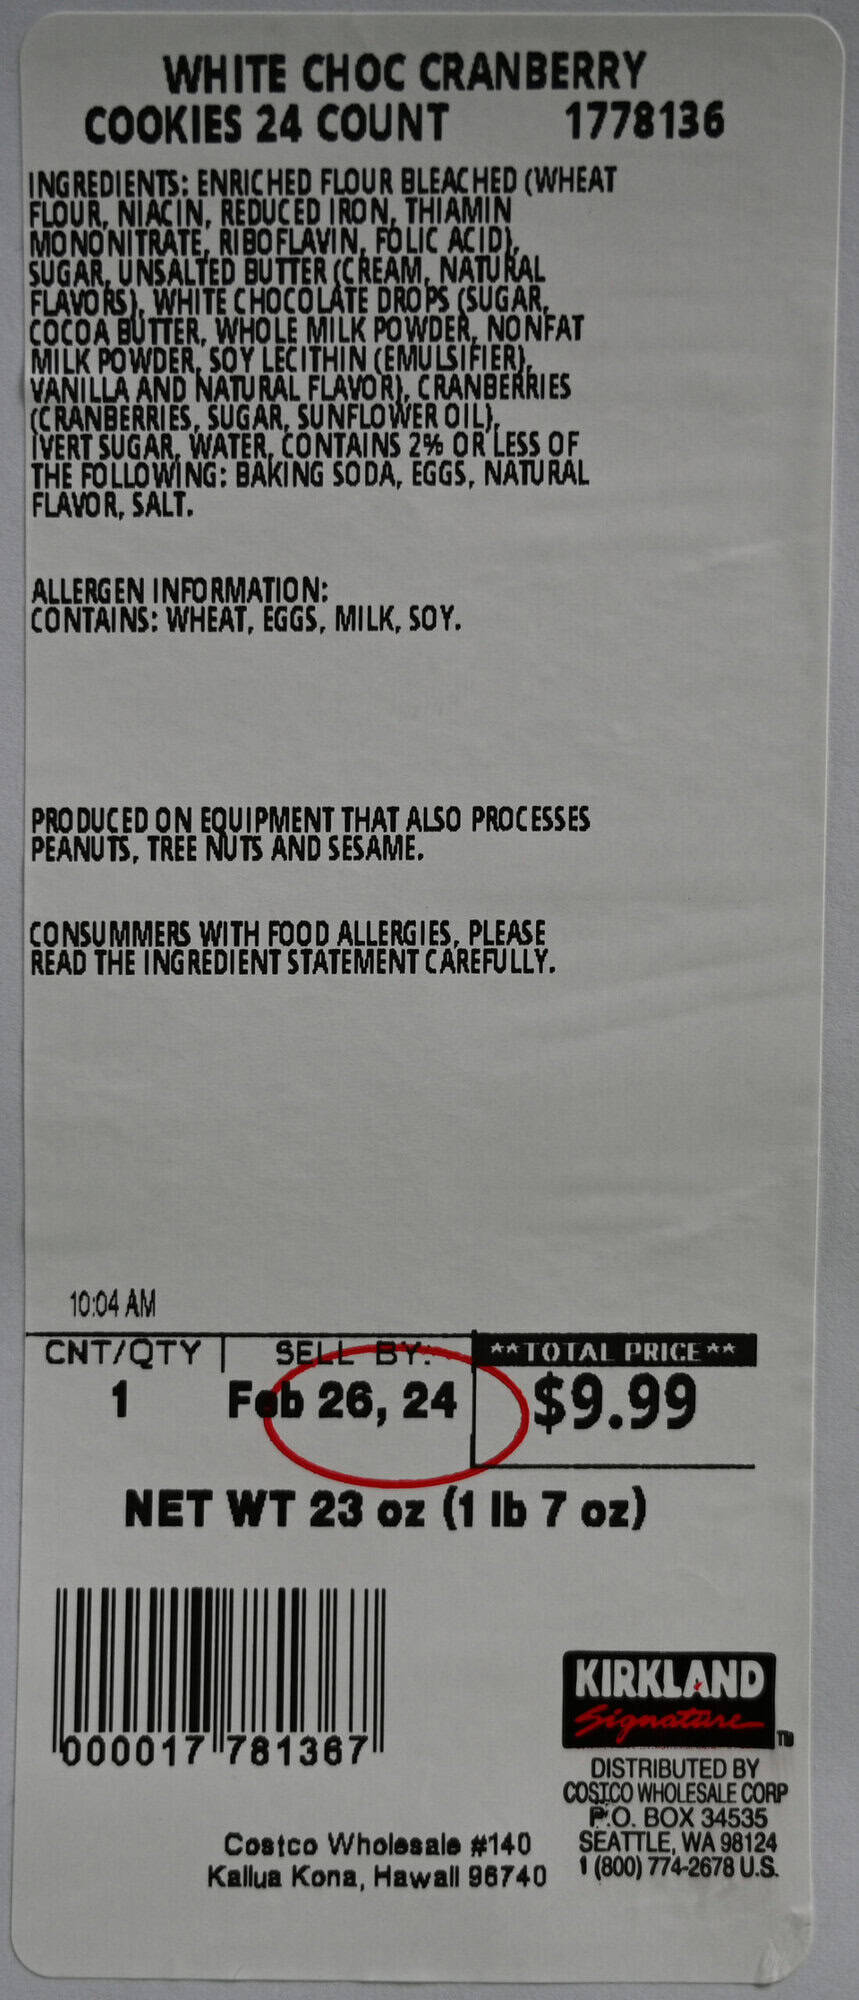 WHITE CHOC CRANBERRY
COOKIES 24 COUNT 1778136
INGREDIENTS: ENRICHED FLOUR BLEACHED (WHEAT
FLOUR, NIACIN, REDUCED IRON, THIAMIN
MONONITRATE, RIBOFLAVIN, FOLIC ACID),
SUGAR, UNSALTED BUTTER (CREAM, NATURAL
FLAVORS), WHITE CHOCOLATE DROPS (SUGAR,
COCOA BUTTER, WHOLE MILK POWDER, NONFAT
MILK POWDER, SOY LECITHIN (EMULSIFIER),
VANILLA AND NATURAL FLAVOR), CRANBERRIES
(CRANBERRIES, SUGAR, SUNFLOWER OIL),
IVERT SUGAR, WATER, CONTAINS 2% OR LESS OF
THE FOLLOWING: BAKING SODA, EGGS, NATURAL
FLAVOR, SALT.
ALLERGEN INFORMATION:
CONTAINS: WHEAT, EGGS, MILK, SOY.
PRODUCED ON EQUIPMENT THAT ALSO PROCESSES
PEANUTS, TREE NUTS AND SESAME.
CONSUMMERS WITH FOOD ALLERGIES, PLEASE
READ THE INGREDIENT STATEMENT CAREFULLY.
10:04 AM
CNT/QTY SELL BY: **TOTAL PRICE**
1 Feb 26, 24 $9.99
NET WT 23 oz (1 lb 7 oz)
000017 781367
KIRKLAND
Signature TM
DISTRIBUTED BY
COSTCO WHOLESALE CORP
P.O. BOX 34535
SEATTLE, WA 98124
1 (800) 774-2678 U.S.
Costco Wholesale #140
Kailua Kona, Hawaii 96740